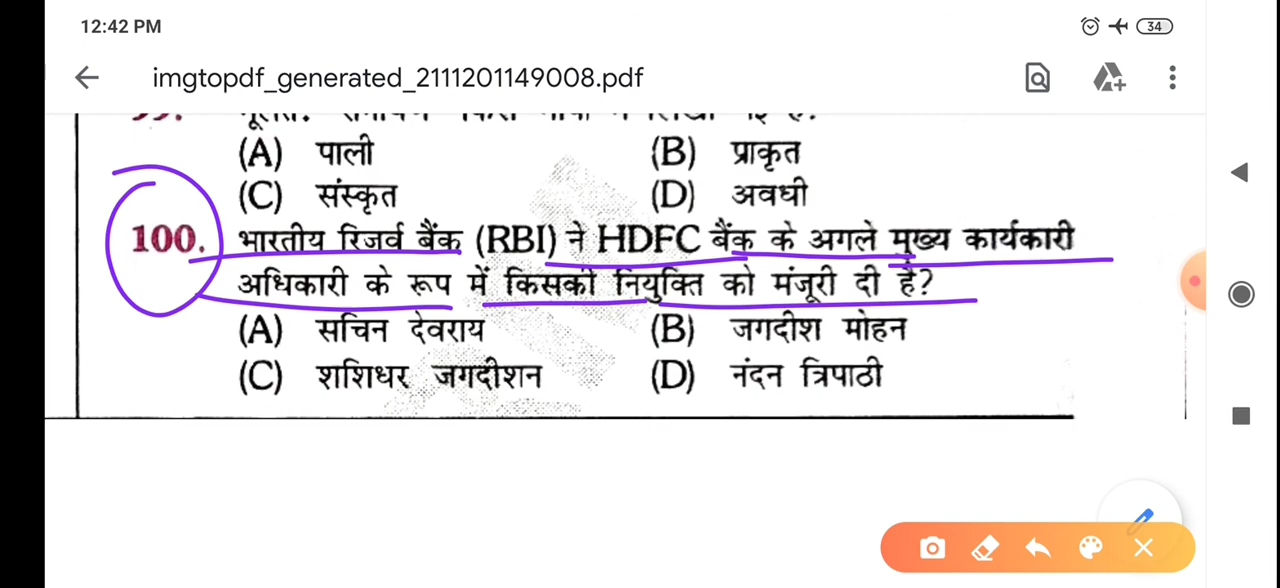 12:42 PM
34
imgtopdf_generated_2111201149008.pdf
(A) पाली (B) प्राकृत
(C) संस्कृत (D) अवधी
100. भारतीय रिजर्व बैंक (RBI) ने HDFC बैंक के अगले मुख्य कार्यकारी
अधिकारी के रूप में किसकी नियुक्ति को मंजूरी दी है?
(A) सचिन देवराय (B) जगदीश मोहन
(C) शशिधर जगदीशन (D) नंदन त्रिपाठी